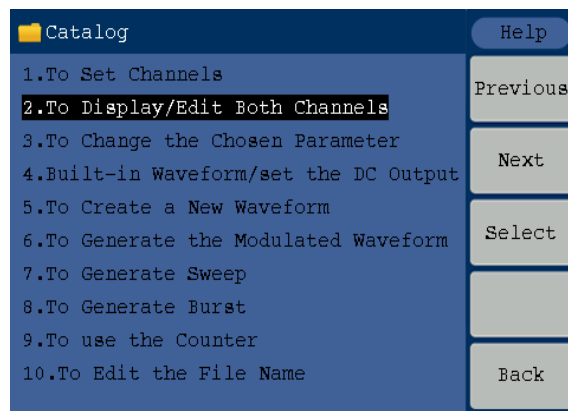 Catalog
Help
1.To Set Channels
2.To Display/Edit Both Channels
3.To Change the Chosen Parameter
4.Built-in Waveform/set the DC Output
5.To Create a New Waveform
6.To Generate the Modulated Waveform
7.To Generate Sweep
8.To Generate Burst
9.To use the Counter
10.To Edit the File Name
Previous
Next
Select
Back